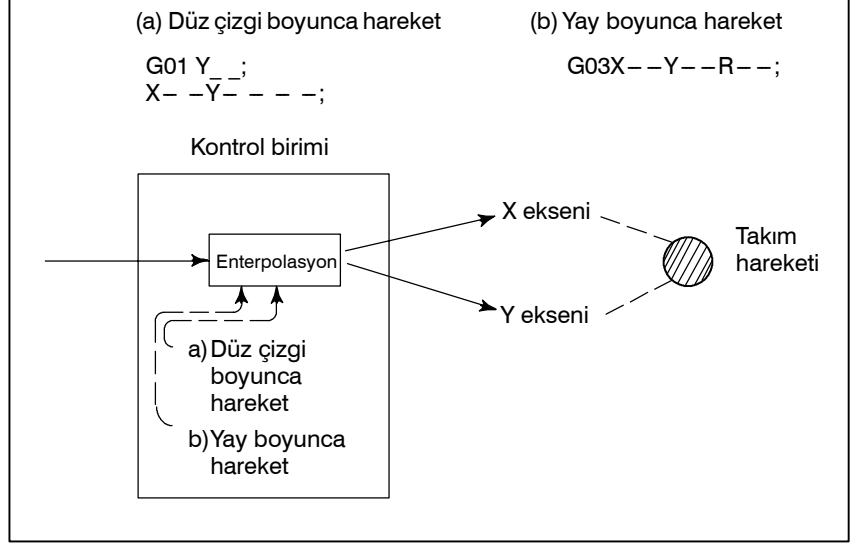 (a) Düz çizgi boyunca hareket
(b) Yay boyunca hareket
G01 Y_ _;
X– –Y– – – –;
G03X––Y––R––;
Kontrol birimi
Enterpolasyon
X ekseni
Y ekseni
Takım
hareketi
a) Düz çizgi
boyunca
hareket
b)Yay boyunca
hareket